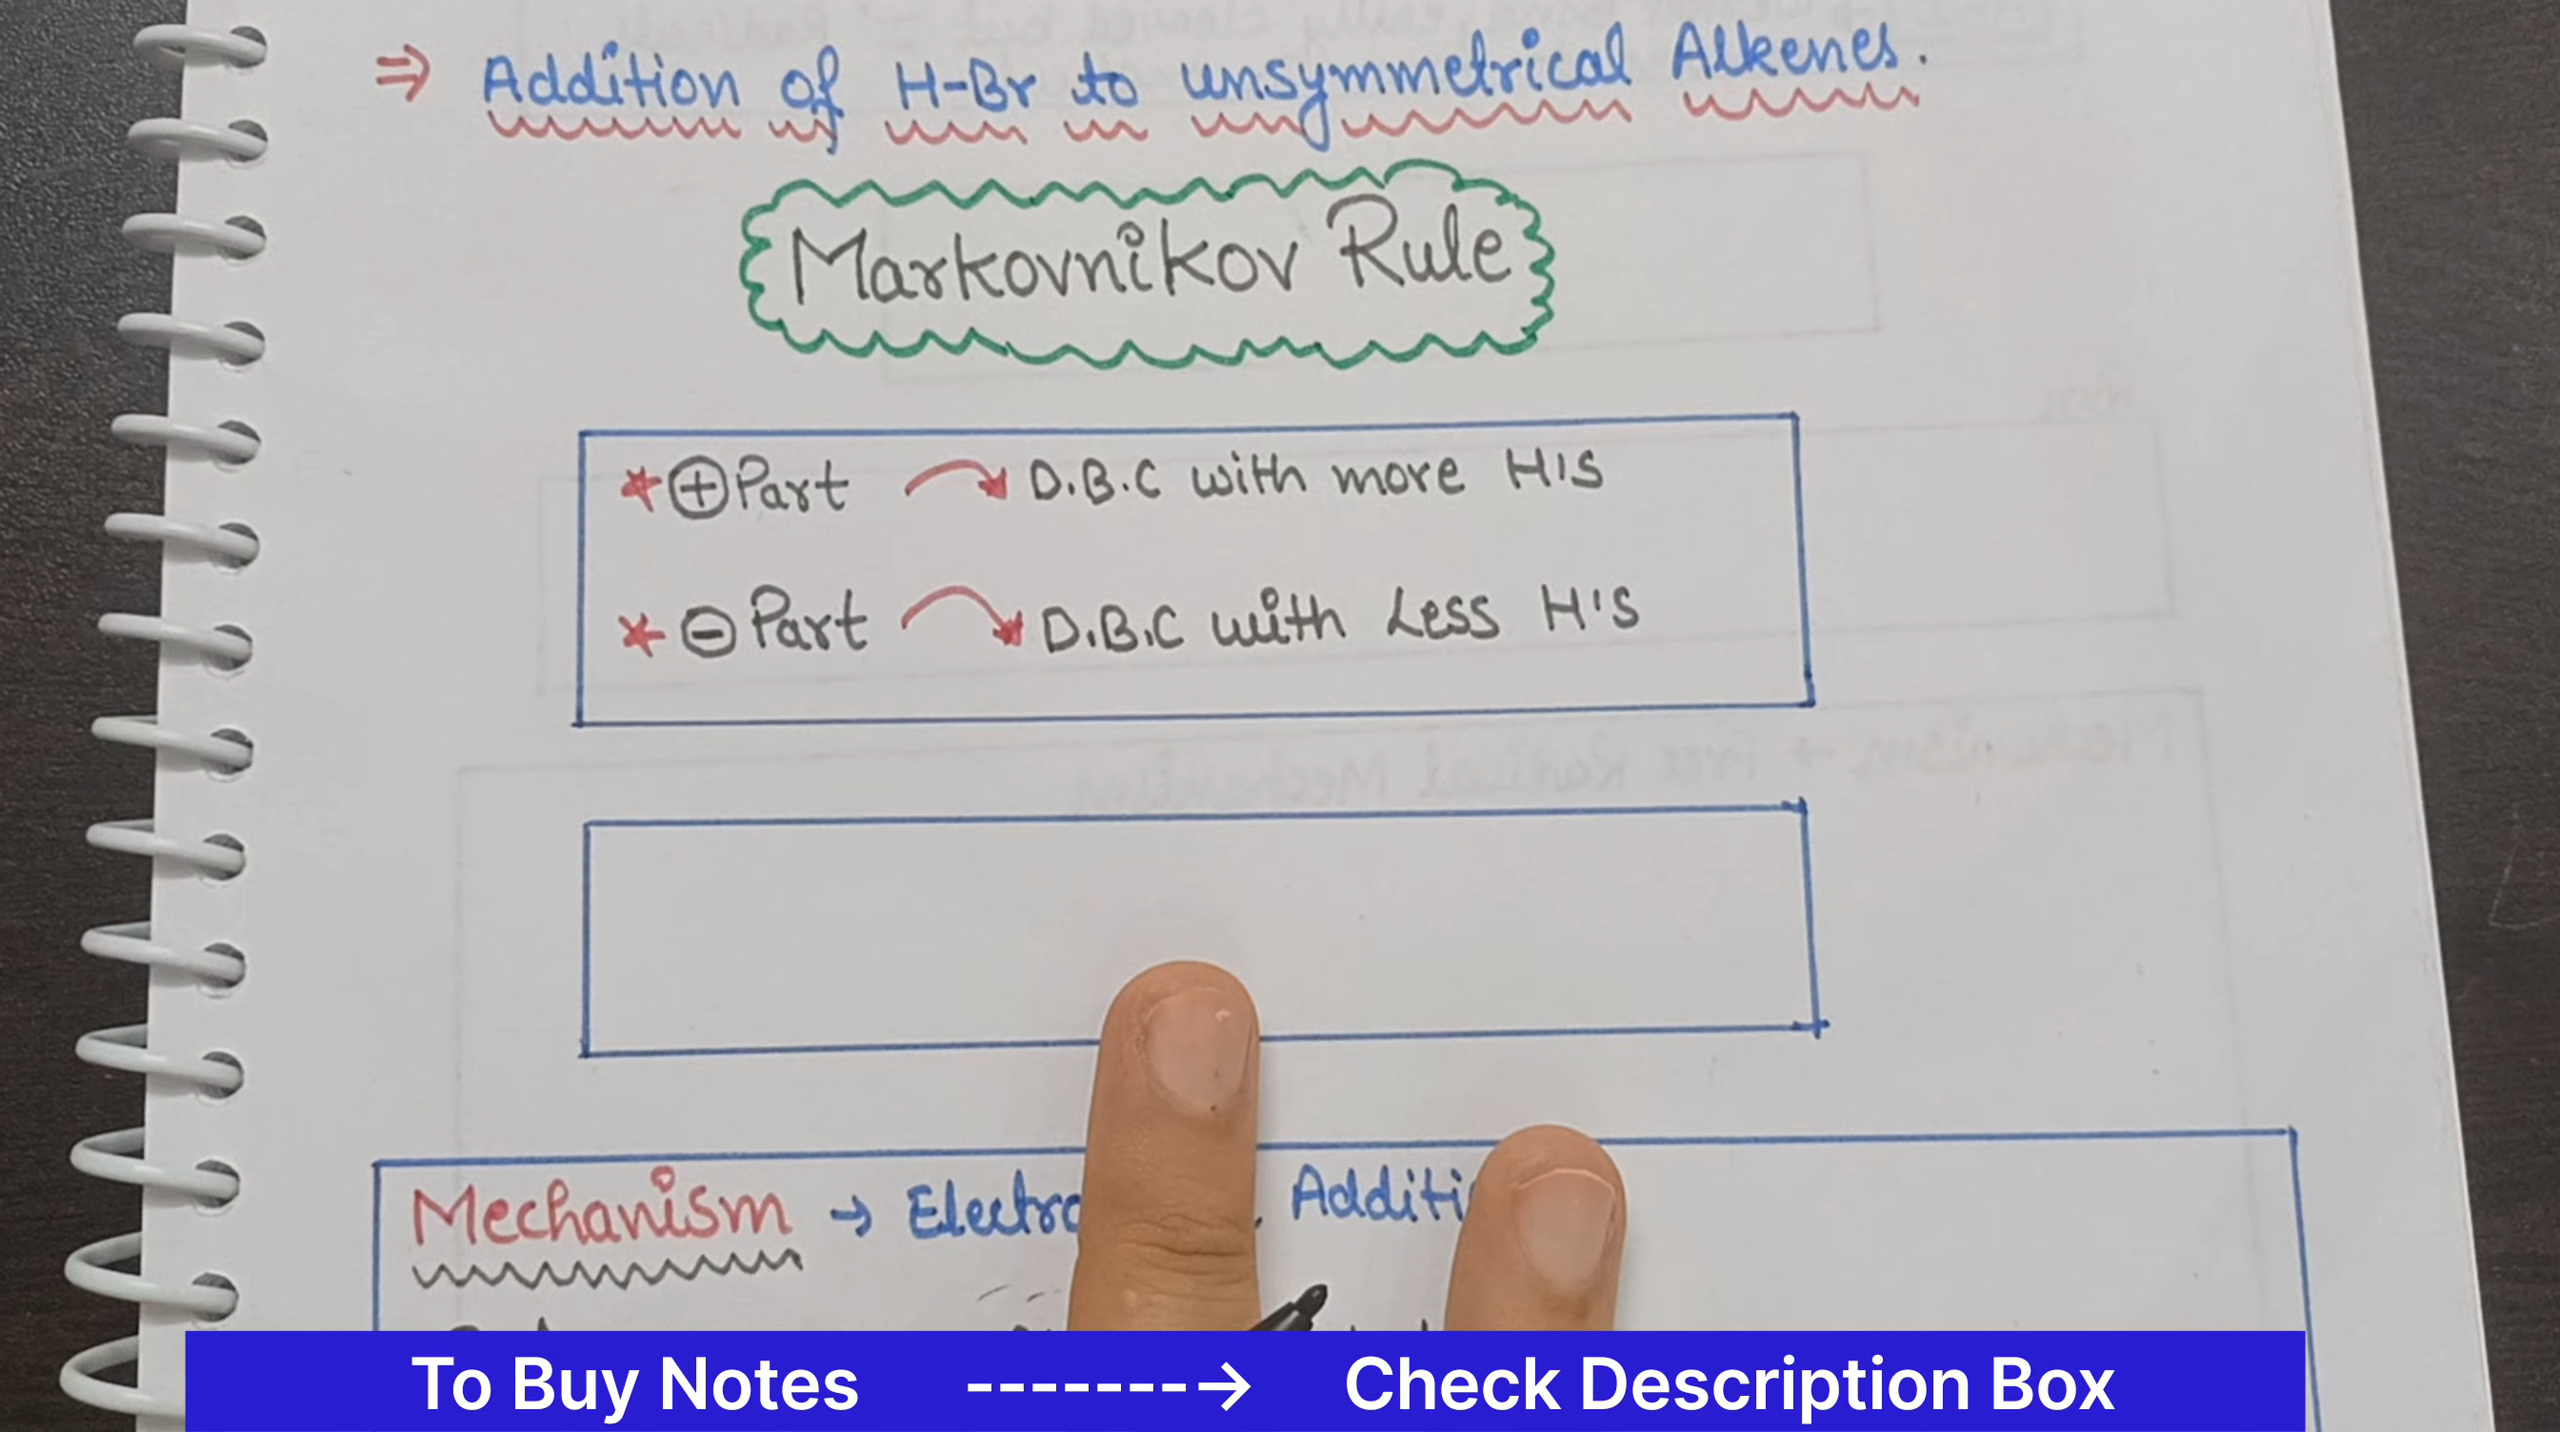 ⇒ Addition of H-Br to unsymmetrical Alkenes.
Markovnikov Rule
* ⊕ Part → D.B.C with more H'S
* ⊖ Part → D.B.C with Less H'S
Mechanism → Electro Additi
To Buy Notes -------→ Check Description Box